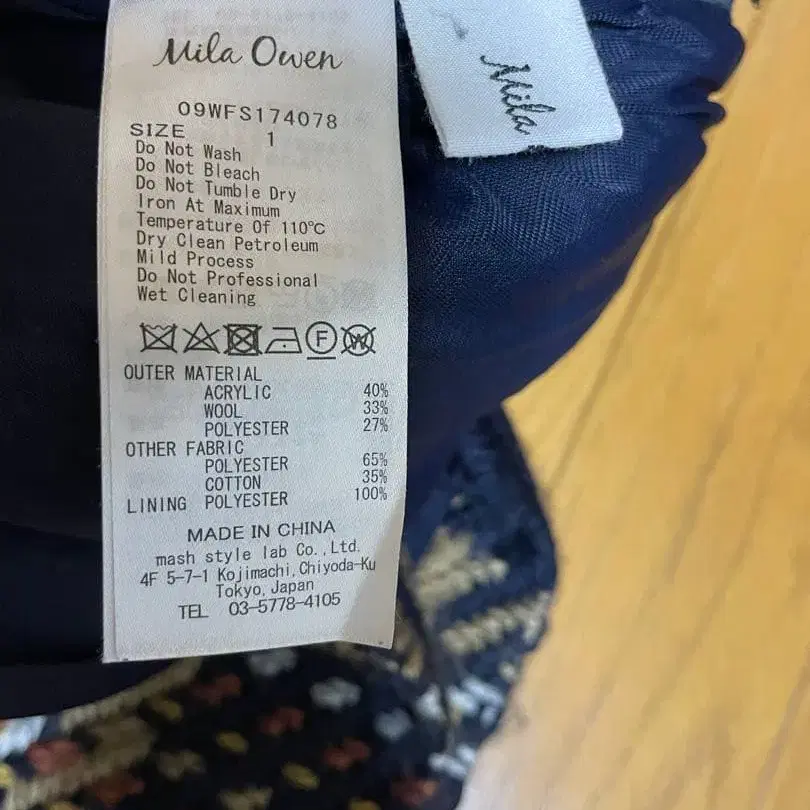 Mila Owen
Mila
09WFS174078
SIZE 1
Do Not Wash
Do Not Bleach
Do Not Tumble Dry
Iron At Maximum
Temperature Of 110℃
Dry Clean Petroleum
Mild Process
Do Not Professional
Wet Cleaning
F W
OUTER MATERIAL
ACRYLIC 40%
WOOL 33%
POLYESTER 27%
OTHER FABRIC
POLYESTER 65%
COTTON 35%
LINING POLYESTER 100%
MADE IN CHINA
mash style lab Co.,Ltd.
4F 5-7-1 Kojimachi,Chiyoda-Ku
Tokyo,Japan
TEL 03-5778-4105